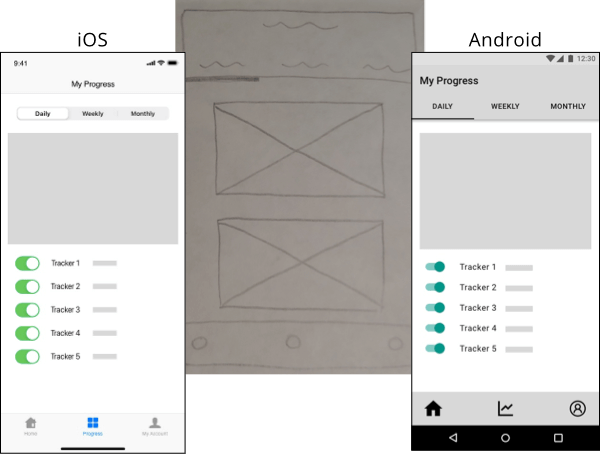 iOS
9:41
My Progress
Daily Weekly Monthly
Tracker 1
Tracker 2
Tracker 3
Tracker 4
Tracker 5
Home Progress My Account
Android
12:30
My Progress
DAILY WEEKLY MONTHLY
Tracker 1
Tracker 2
Tracker 3
Tracker 4
Tracker 5